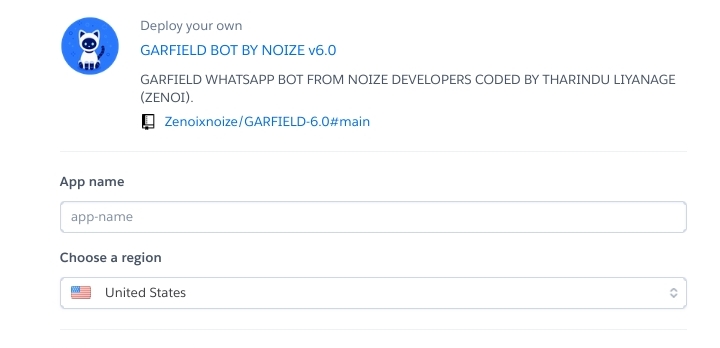 Deploy your own
GARFIELD BOT BY NOIZE v6.0
GARFIELD WHATSAPP BOT FROM NOIZE DEVELOPERS CODED BY THARINDU LIYANAGE
(ZENOI).
Zenoixnoize/GARFIELD-6.0#main
App name
app-name
Choose a region
United States